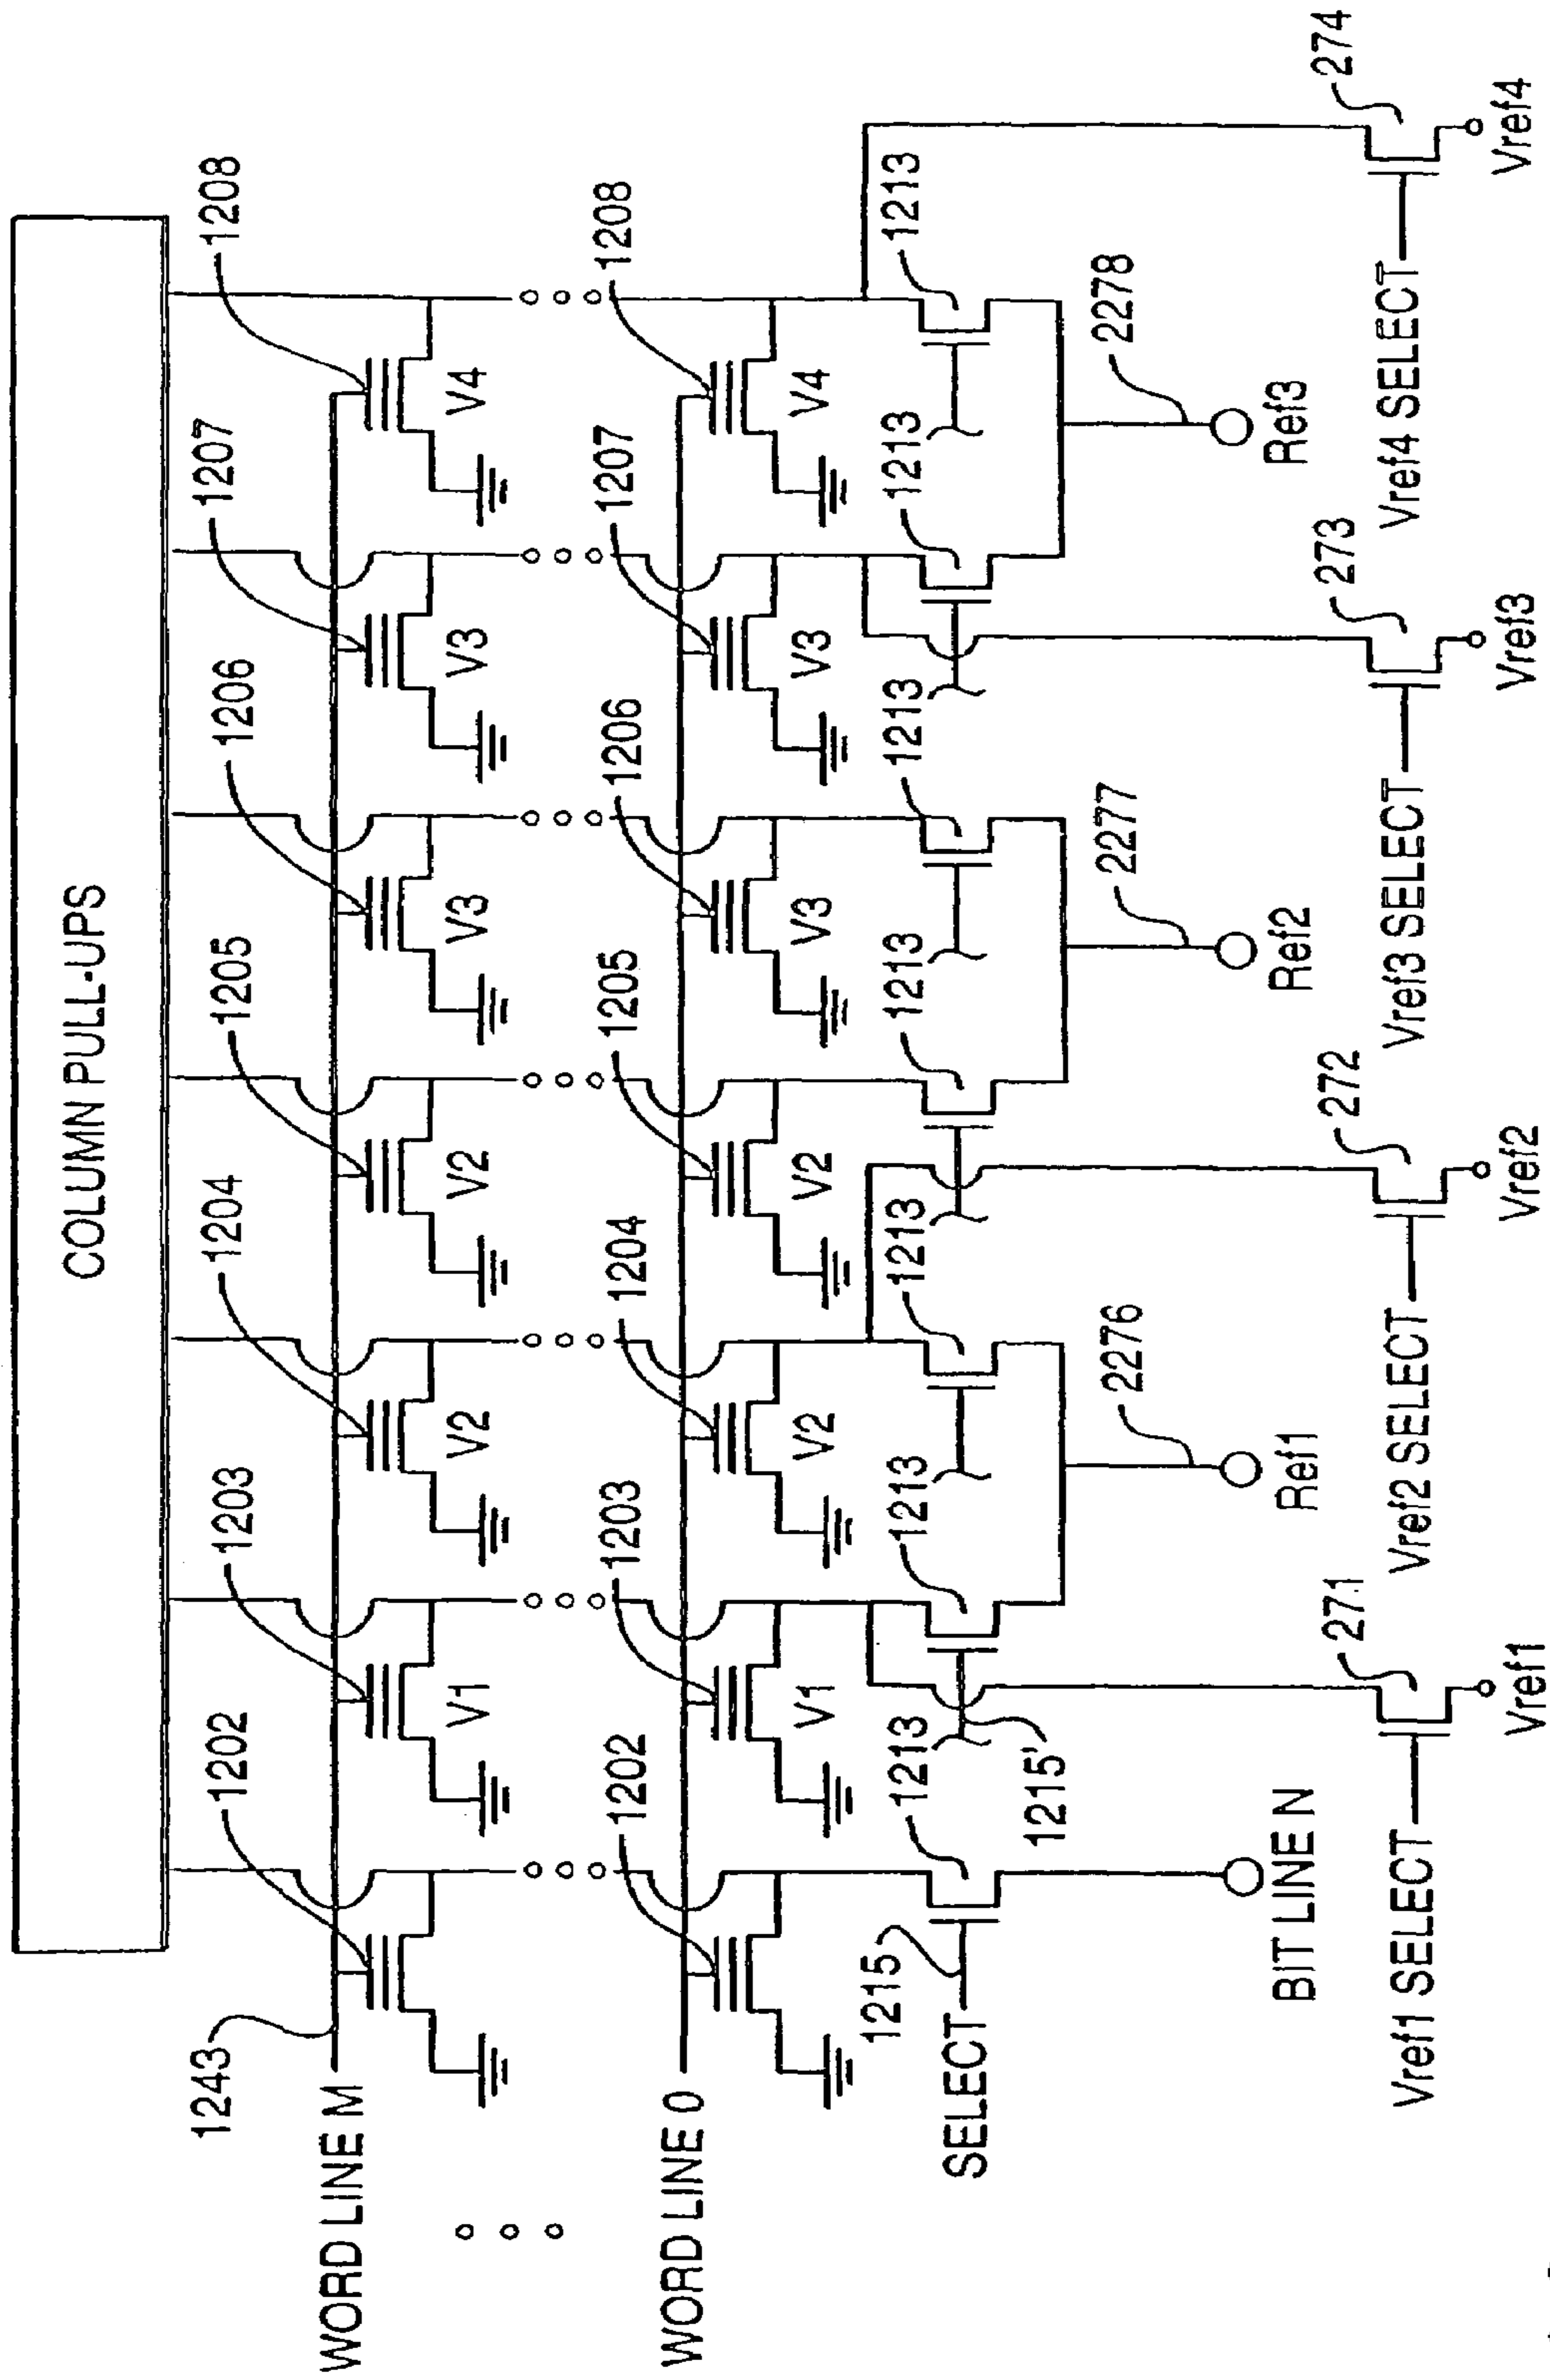 COLUMN PULL-UPS
1243 1202 1203 1204 1205 1206 1207 1208
WORD LINE M
V1 V2 V2 V3 V3 V4
1202 1203 1204 1205 1206 1207 1208
WORD LINE 0
V1 V2 V2 V3 V3 V4
1215 1213 1213 1213 1213 1213 1213 1213
SELECT
1215'
2276 2277 2278
BIT LINE N Ref1 Ref2 Ref3
271 272 273 274
Vref1 SELECT Vref2 SELECT Vref3 SELECT Vref4 SELECT
Vref1 Vref2 Vref3 Vref4